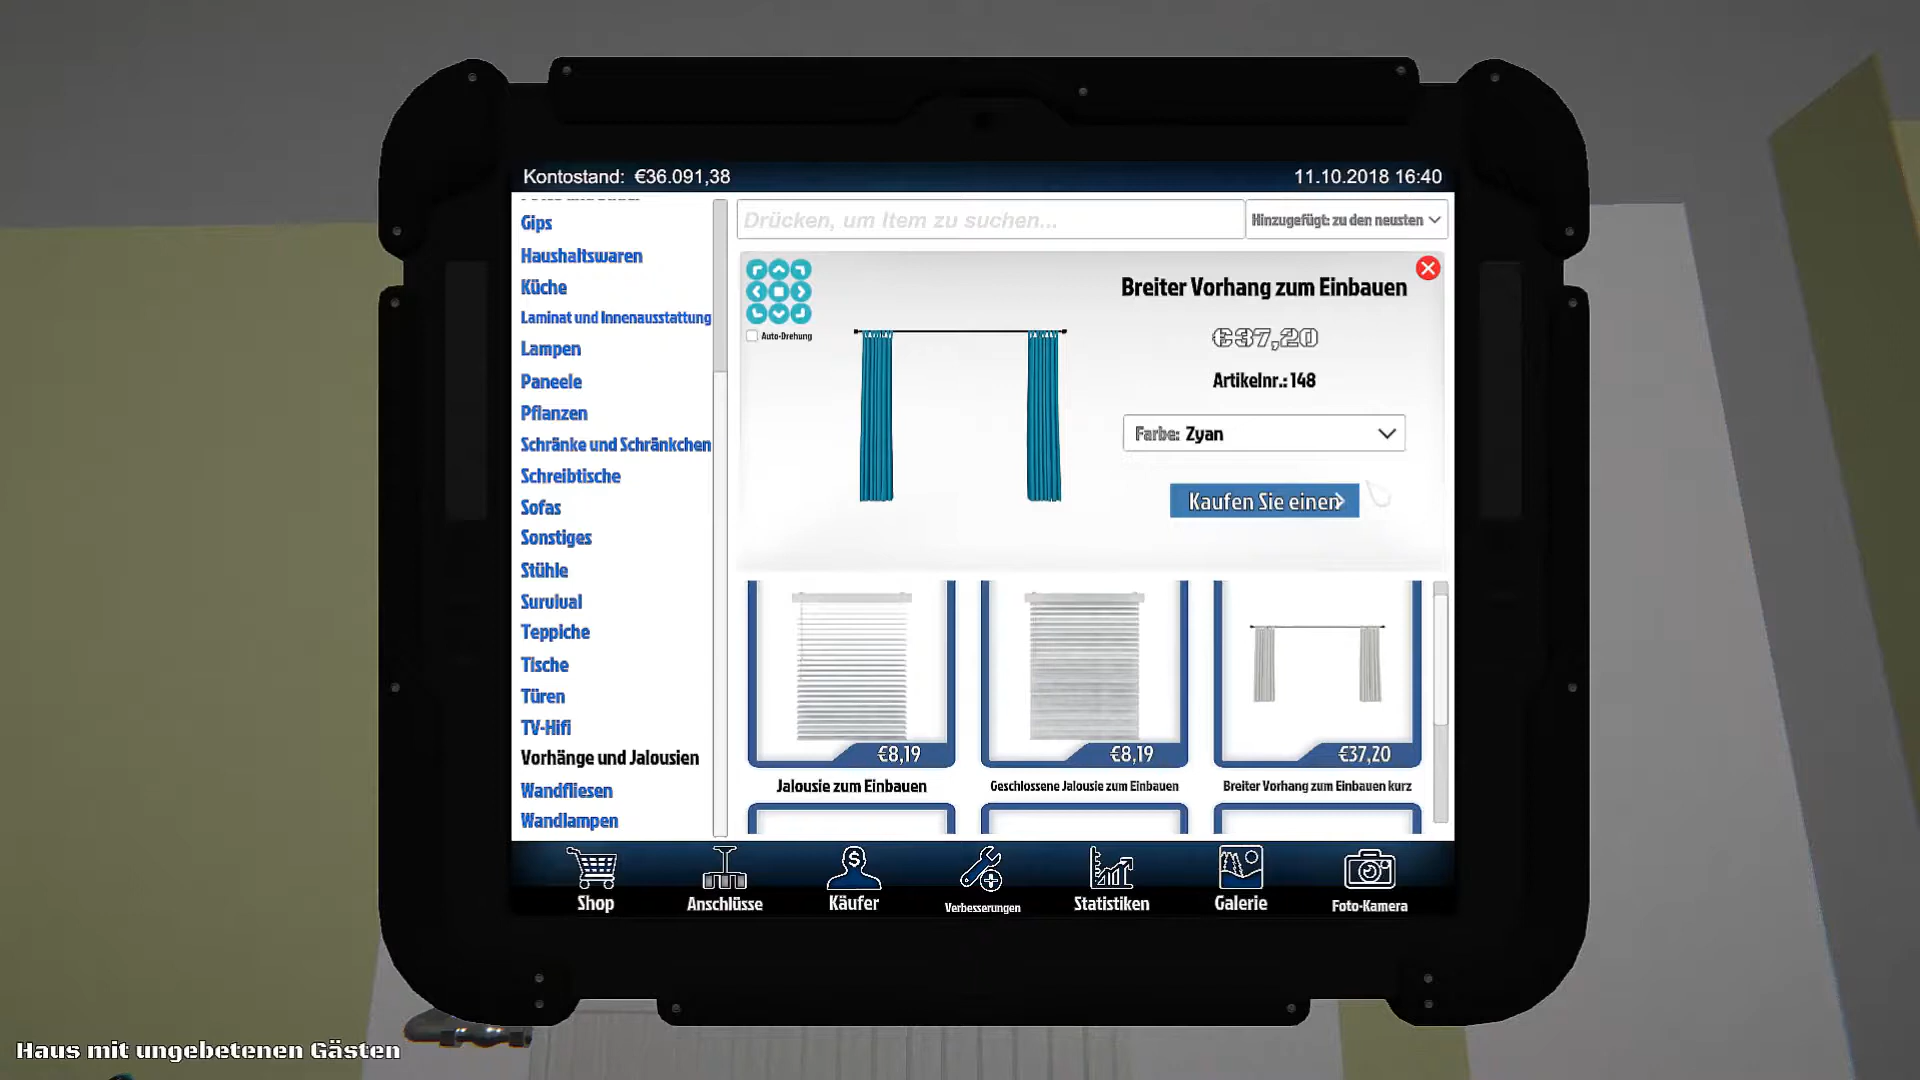 Kontostand: €36.091,38
11.10.2018 16:40
Gips
Haushaltswaren
Küche
Laminat und Innenausstattung
Lampen
Paneele
Pflanzen
Schränke und Schränkchen
Schreibtische
Sofas
Sonstiges
Stühle
Survival
Teppiche
Tische
Türen
TV-Hifi
Vorhänge und Jalousien
Wandfliesen
Wandlampen
Drücken, um Item zu suchen...
Hinzugefügt: zu den neusten
Auto-Drehung
Breiter Vorhang zum Einbauen
€37,20
Artikelnr.: 148
Farbe: Zyan
Kaufen Sie einen
€8,19
€8,19
€37,20
Jalousie zum Einbauen
Geschlossene Jalousie zum Einbauen
Breiter Vorhang zum Einbauen kurz
Shop
Anschlüsse
Käufer
Verbesserungen
Statistiken
Galerie
Foto-Kamera
Haus mit ungebetenen Gästen